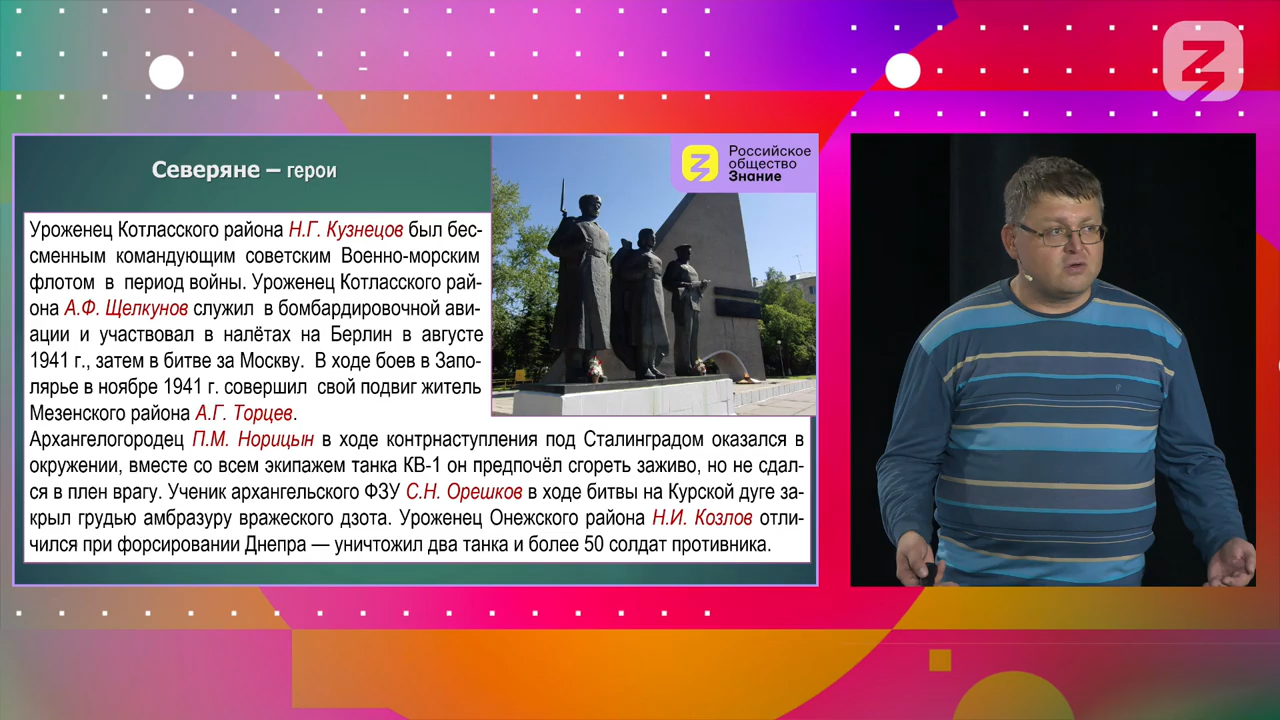 Северяне – герои
Российское
общество
Знание
Уроженец Котласского района Н.Г. Кузнецов был бес-
сменным командующим советским Военно-морским
флотом в период войны. Уроженец Котласского рай-
она А.Ф. Щелкунов служил в бомбардировочной ави-
ации и участвовал в налётах на Берлин в августе
1941 г., затем в битве за Москву. В ходе боев в Запо-
лярье в ноябре 1941 г. совершил свой подвиг житель
Мезенского района А.Г. Торцев.
Архангелогородец П.М. Норицын в ходе контрнаступления под Сталинградом оказался в
окружении, вместе со всем экипажем танка КВ-1 он предпочёл сгореть заживо, но не сдал-
ся в плен врагу. Ученик архангельского ФЗУ С.Н. Орешков в ходе битвы на Курской дуге за-
крыл грудью амбразуру вражеского дзота. Уроженец Онежского района Н.И. Козлов отли-
чился при форсировании Днепра — уничтожил два танка и более 50 солдат противника.